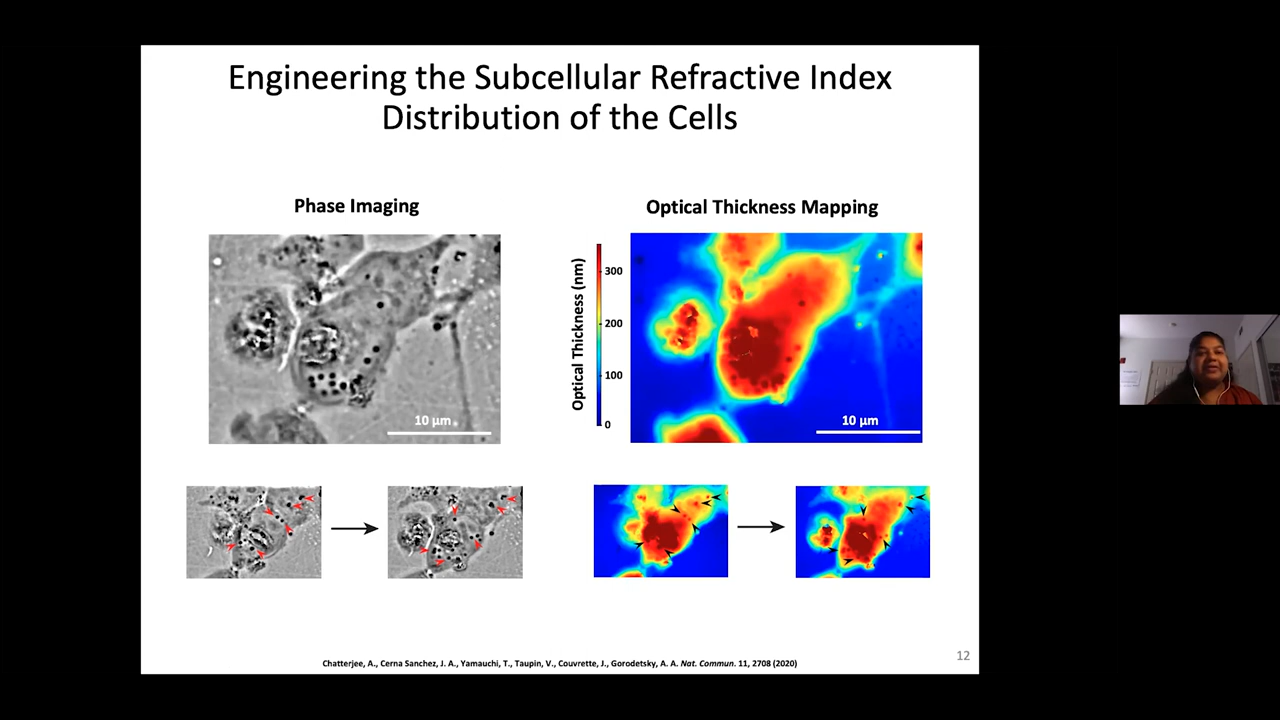 Engineering the Subcellular Refractive Index
Distribution of the Cells
Phase Imaging
Optical Thickness Mapping
10 µm
Optical Thickness (nm)
300
200
100
0
10 µm
Chatterjee, A., Cerna Sanchez, J. A., Yamauchi, T., Taupin, V., Couvrette, J., Gorodetsky, A. A. Nat. Commun. 11, 2708 (2020)
12